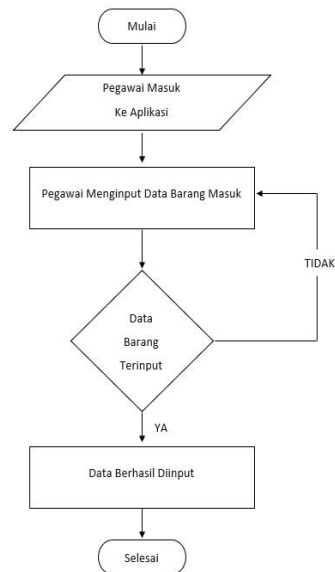 Mulai
Pegawai Masuk
Ke Aplikasi
Pegawai Menginput Data Barang Masuk
TIDAK
Data
Barang
Terinput
YA
Data Berhasil Diinput
Selesai